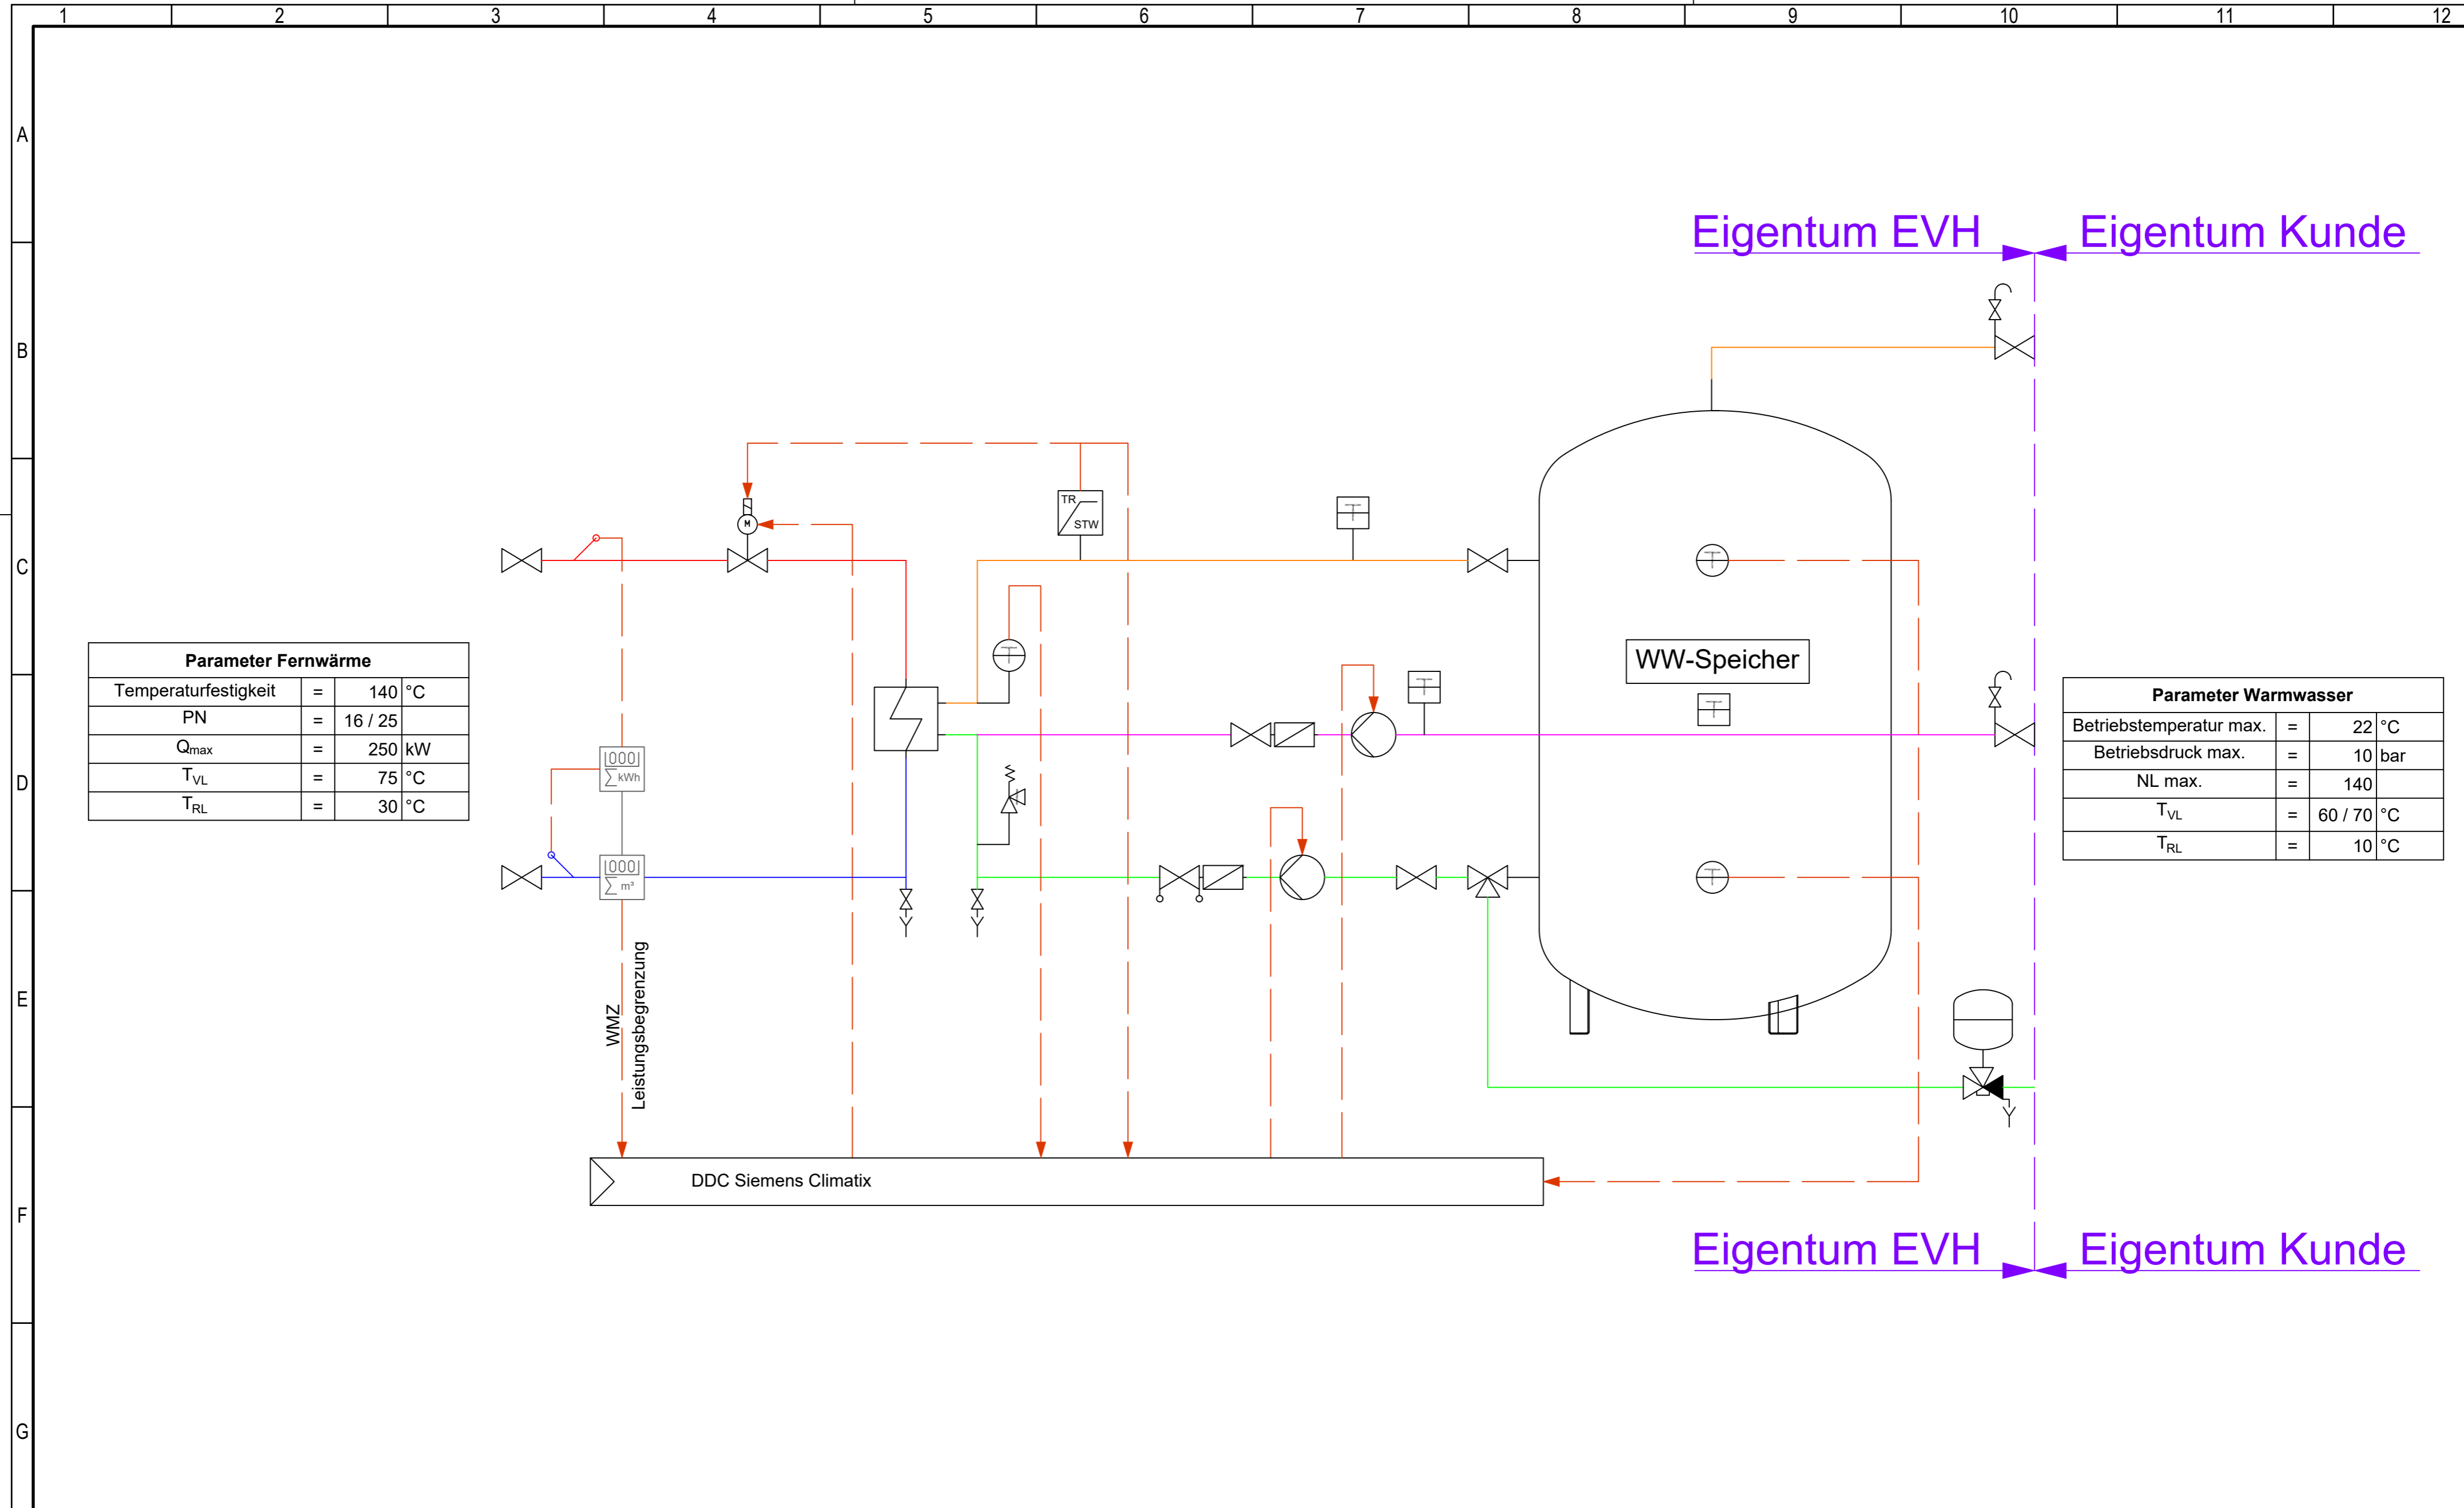 1 2 3 4 5 6 7 8 9 10 11 12
A
Eigentum EVH Eigentum Kunde
B
TR
STW
M
C
T
T
T
T
WW-Speicher
T
T
Parameter Fernwärme
Temperaturfestigkeit = 140 °C
PN = 16 / 25
Qmax = 250 kW
TVL = 75 °C
TRL = 30 °C
Parameter Warmwasser
Betriebstemperatur max. = 22 °C
Betriebsdruck max. = 10 bar
NL max. = 140
TVL = 60 / 70 °C
TRL = 10 °C
D
000
∑ kWh
000
∑ m³
T
WMZ
Leistungsbegrenzung
E
DDC Siemens Climatix
F
Eigentum EVH Eigentum Kunde
G